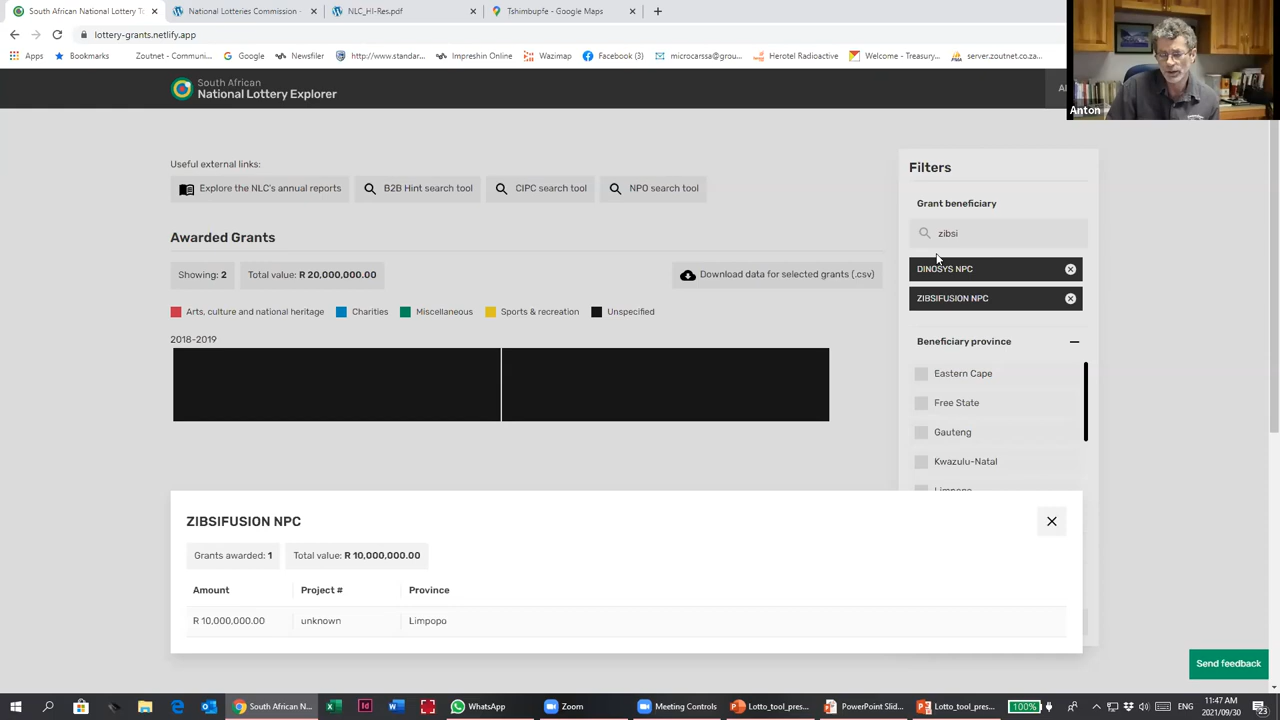 South African National Lottery To
National Lotteries Commission -
NLC_HI-Res.pdf
Tshimbupfe - Google Maps
lottery-grants.netlify.app
Apps
Bookmarks
Zoutnet - Communi...
Google
Newsfiler
http://www.standar...
Impreshin Online
Wazimap
Facebook (3)
microcarssa@grou...
Herotel Radioactive
Welcome - Treasury...
server.zoutnet.co.za...
Anton
South African
National Lottery Explorer
Useful external links:
Explore the NLC's annual reports
B2B Hint search tool
CIPC search tool
NPO search tool
Filters
Grant beneficiary
zibsi
DINOSYS NPC
ZIBSIFUSION NPC
Awarded Grants
Showing: 2
Total value: R 20,000,000.00
Download data for selected grants (.csv)
Arts, culture and national heritage
Charities
Miscellaneous
Sports & recreation
Unspecified
2018-2019
Beneficiary province
Eastern Cape
Free State
Gauteng
Kwazulu-Natal
Limpopo
ZIBSIFUSION NPC
Grants awarded: 1
Total value: R 10,000,000.00
Amount
Project #
Province
R 10,000,000.00
unknown
Limpopo
Send feedback
South African N...
WhatsApp
Zoom
Meeting Controls
Lotto_tool_pres...
PowerPoint Slid...
Lotto_tool_pres...
100%
ENG
11:47 AM
2021/09/30
23